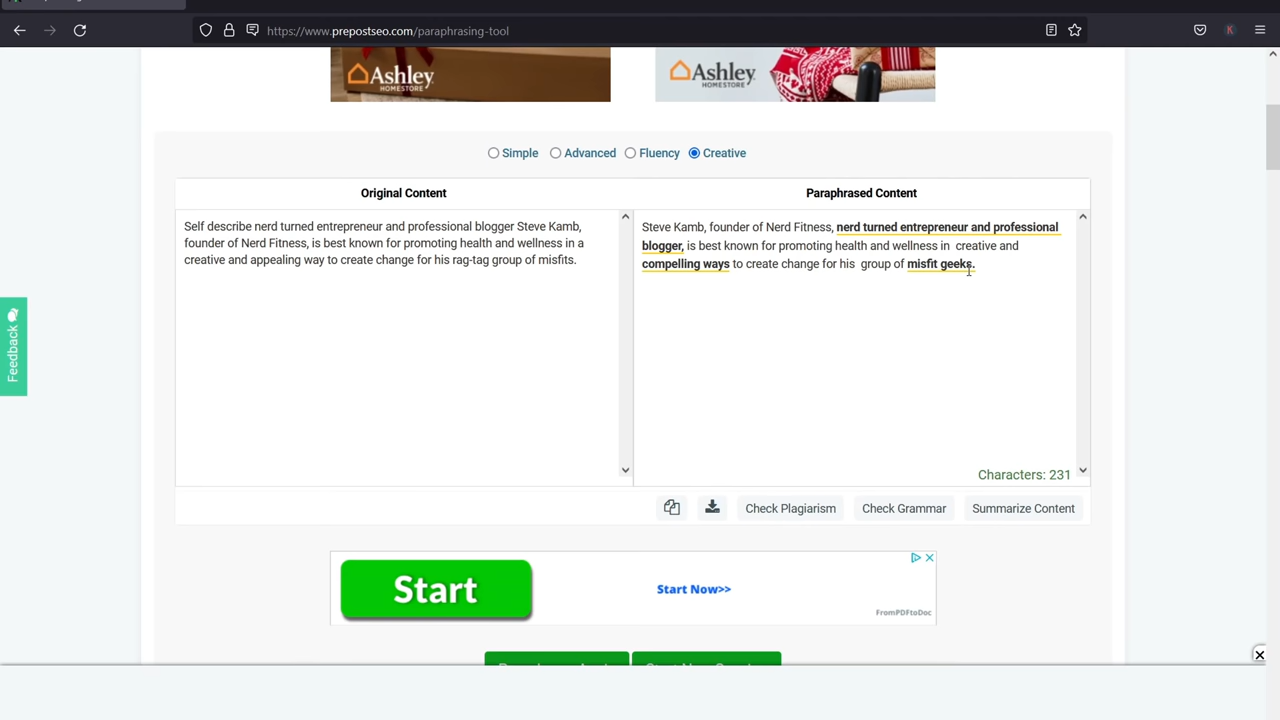 https://www.prepostseo.com/paraphrasing-tool
K
Ashley
HOMESTORE
Ashley
HOMESTORE
Simple Advanced Fluency Creative
Original Content
Paraphrased Content
Self describe nerd turned entrepreneur and professional blogger Steve Kamb,
founder of Nerd Fitness, is best known for promoting health and wellness in a
creative and appealing way to create change for his rag-tag group of misfits.
Steve Kamb, founder of Nerd Fitness, nerd turned entrepreneur and professional
blogger, is best known for promoting health and wellness in creative and
compelling ways to create change for his group of misfit geeks.
Characters: 231
Check Plagiarism
Check Grammar
Summarize Content
Feedback
Start
Start Now>>
FromPDFtoDoc